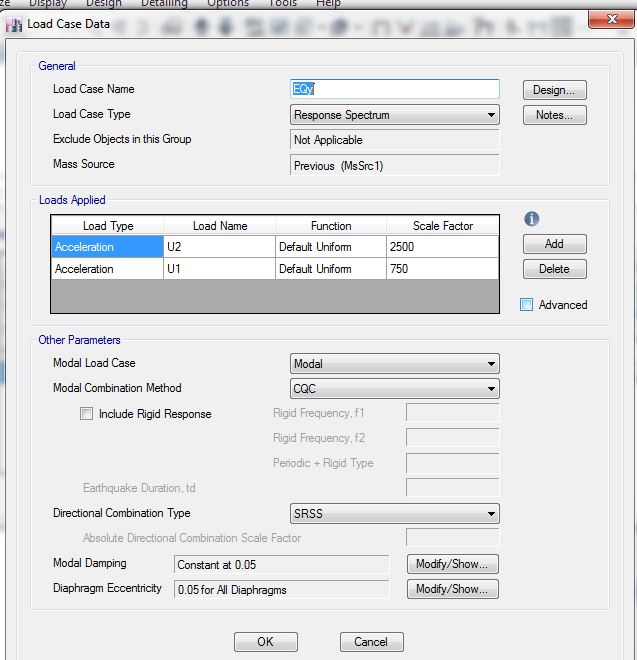 ze Display Design Detailing Options Tools Help
Load Case Data
General
Load Case Name EQy Design...
Load Case Type Response Spectrum Notes...
Exclude Objects in this Group Not Applicable
Mass Source Previous (MsSrc1)
Loads Applied
Load Type Load Name Function Scale Factor
Acceleration U2 Default Uniform 2500 Add
Acceleration U1 Default Uniform 750 Delete
Advanced
Other Parameters
Modal Load Case Modal
Modal Combination Method CQC
Include Rigid Response Rigid Frequency, f1
Rigid Frequency, f2
Periodic + Rigid Type
Earthquake Duration, td
Directional Combination Type SRSS
Absolute Directional Combination Scale Factor
Modal Damping Constant at 0.05 Modify/Show...
Diaphragm Eccentricity 0.05 for All Diaphragms Modify/Show...
OK Cancel